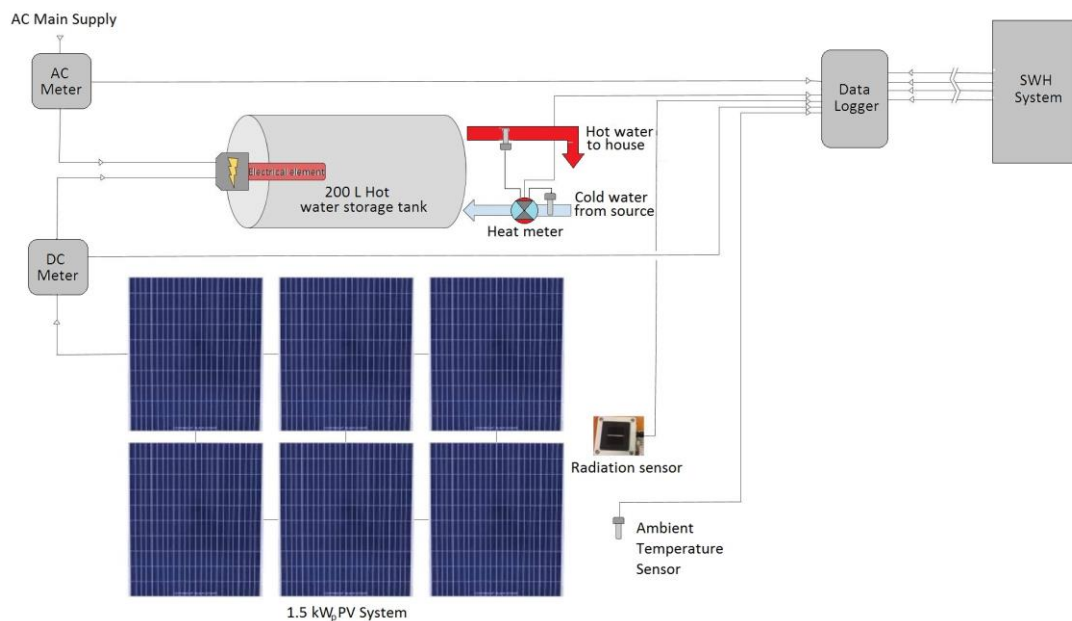 AC Main Supply
AC
Meter
Data
Logger
SWH
System
Electrical element
200 L Hot
water storage tank
Hot water
to house
Cold water
from source
Heat meter
DC
Meter
Radiation sensor
Ambient
Temperature
Sensor
1.5 kWp PV System